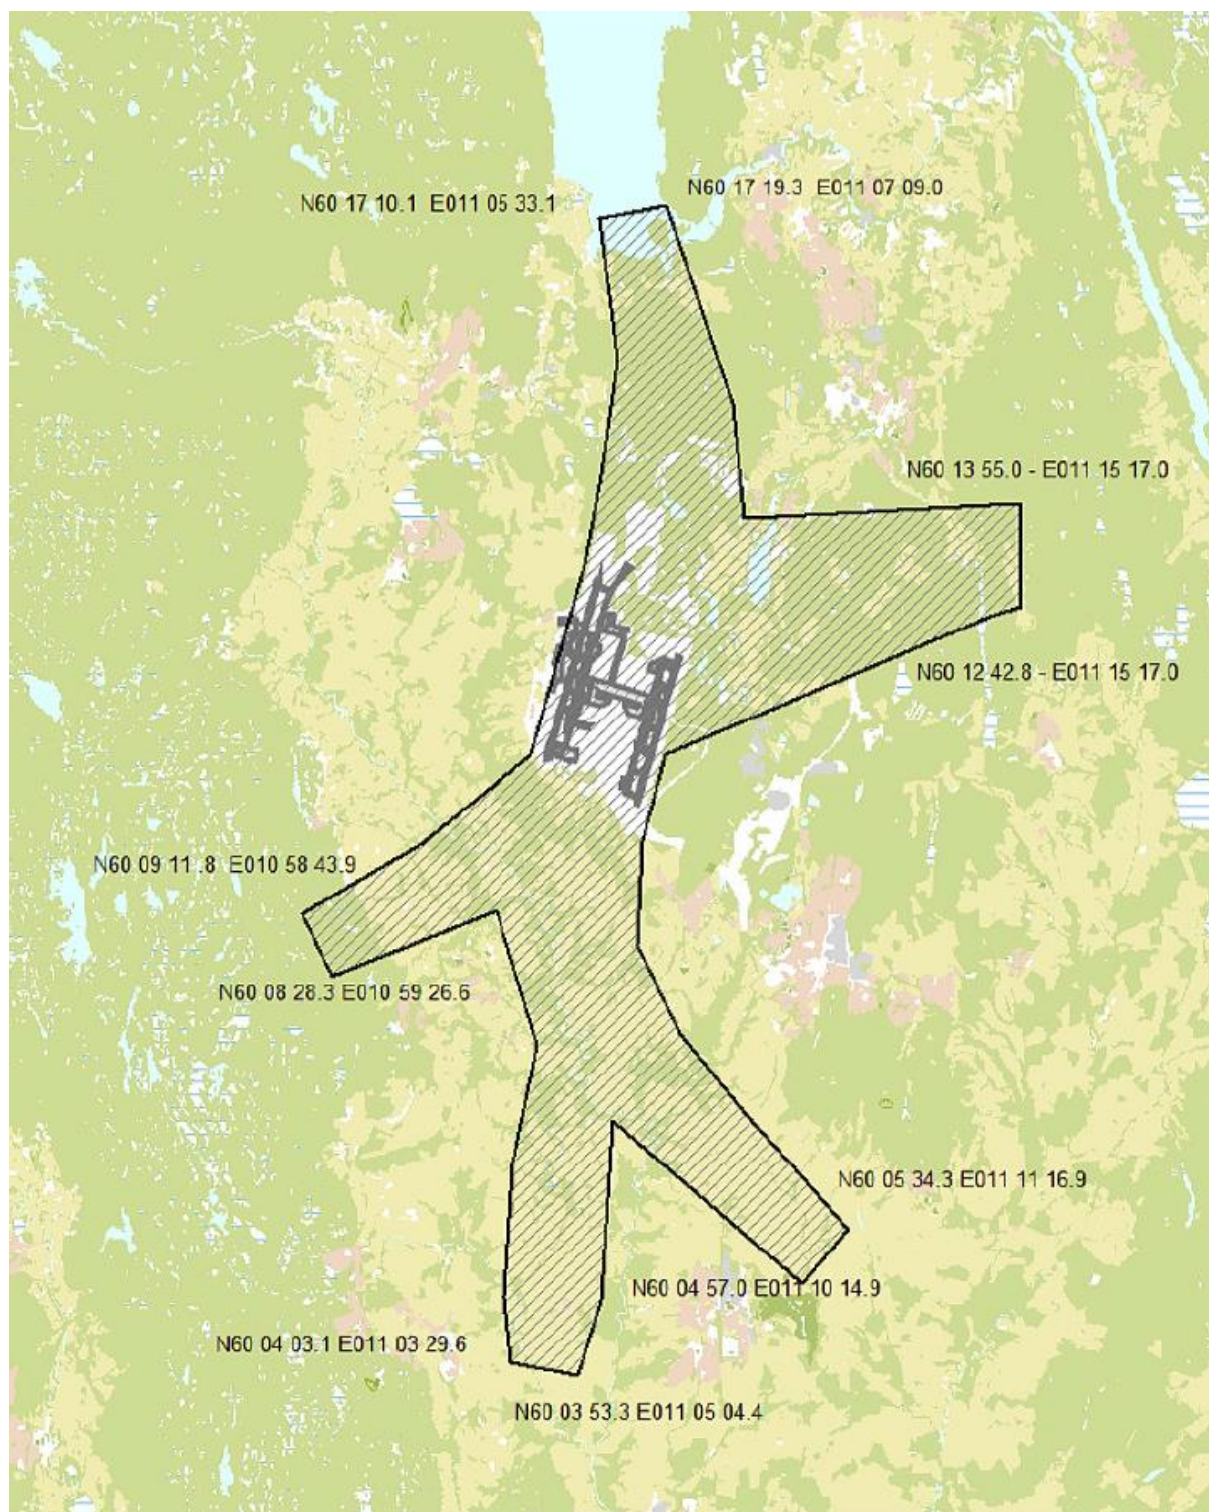 N60 17 19.3 E011 07 09.0
N60 17 10.1 E011 05 33.1
N60 13 55.0 - E011 15 17.0
N60 12 42.8 - E011 15 17.0
N60 09 11.8 E010 58 43.9
N60 08 28.3 E010 59 26.6
N60 05 34.3 E011 11 16.9
N60 04 57.0 E011 10 14.9
N60 04 03.1 E011 03 29.6
N60 03 53.3 E011 05 04.4